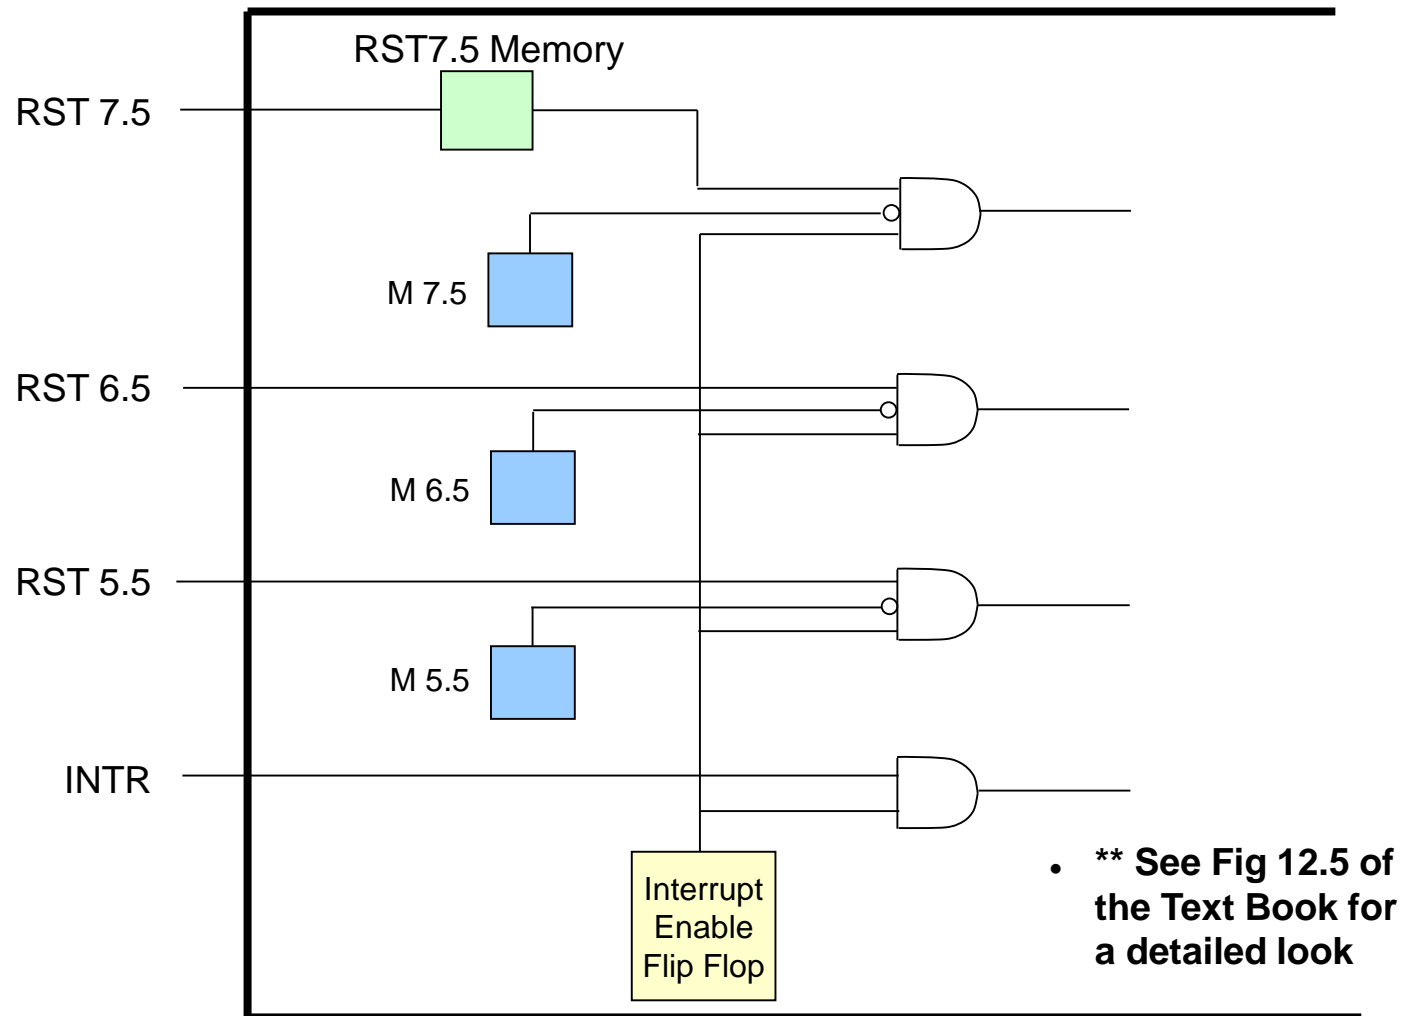 RST7.5 Memory
RST 7.5
M 7.5
RST 6.5
M 6.5
RST 5.5
M 5.5
INTR
Interrupt
Enable
Flip Flop
• ** See Fig 12.5 of
the Text Book for
a detailed look